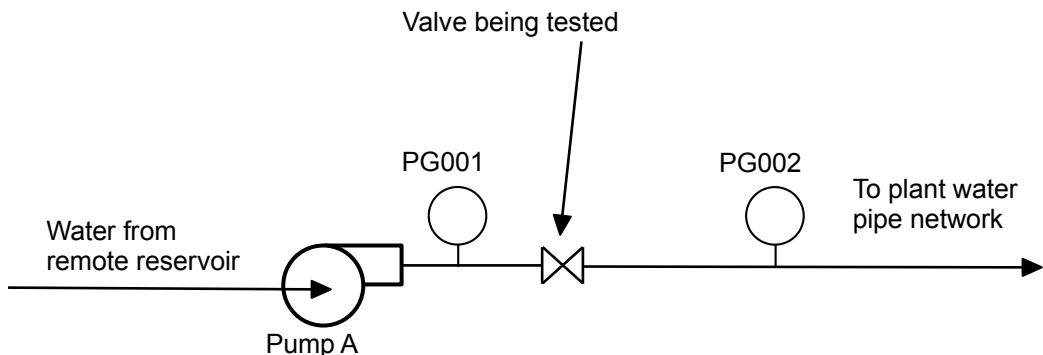 Valve being tested
PG001
PG002
To plant water
pipe network
Water from
remote reservoir
Pump A